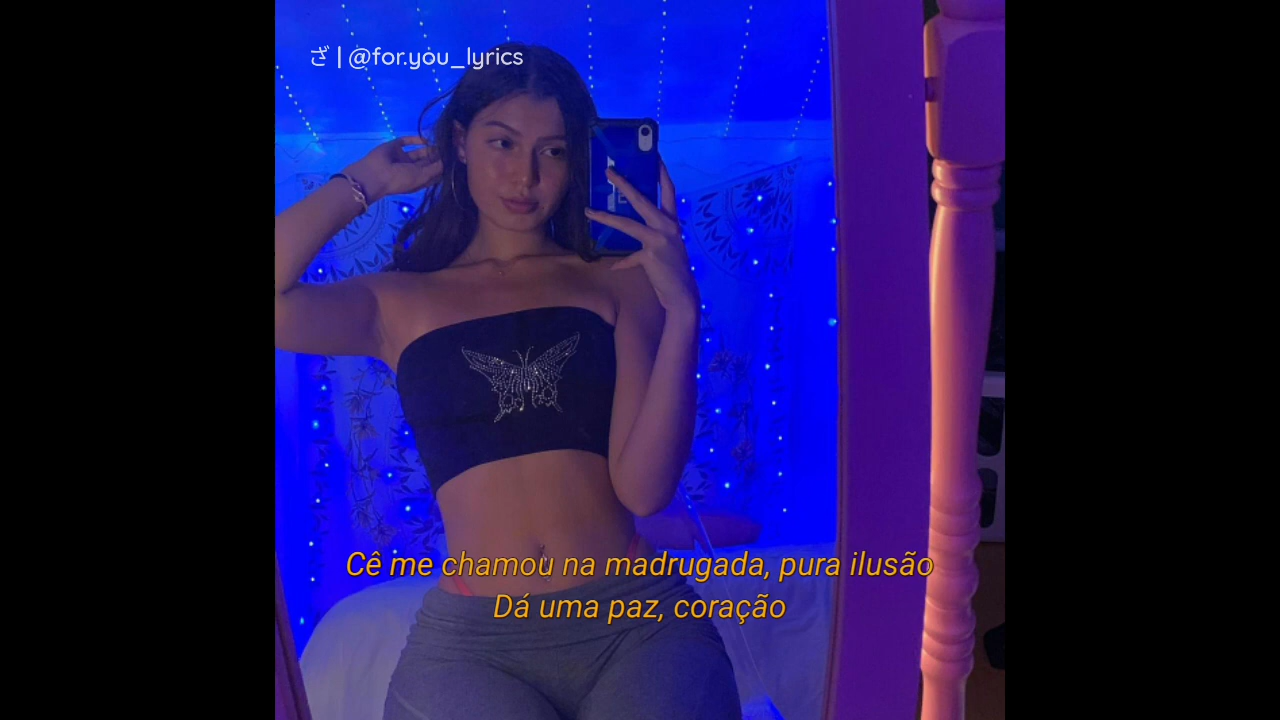 ざ | @for.you_lyrics
Cê me chamou na madrugada, pura ilusão
Dá uma paz, coração